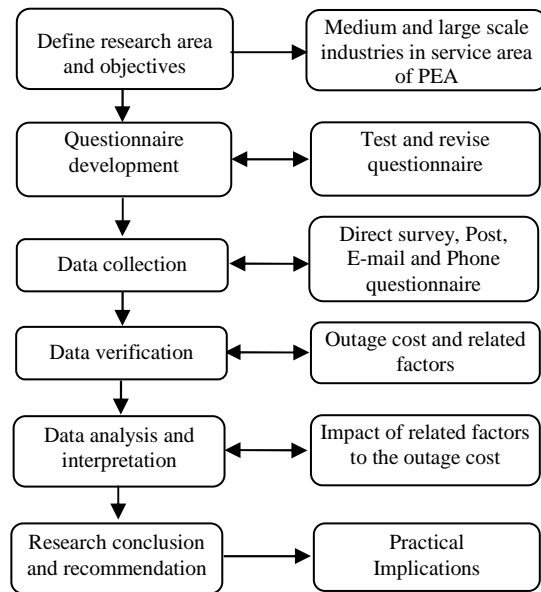 Define research area
and objectives
Medium and large scale
industries in service area
of PEA
Questionnaire
development
Test and revise
questionnaire
Data collection
Direct survey, Post,
E-mail and Phone
questionnaire
Data verification
Outage cost and related
factors
Data analysis and
interpretation
Impact of related factors
to the outage cost
Research conclusion
and recommendation
Practical
Implications